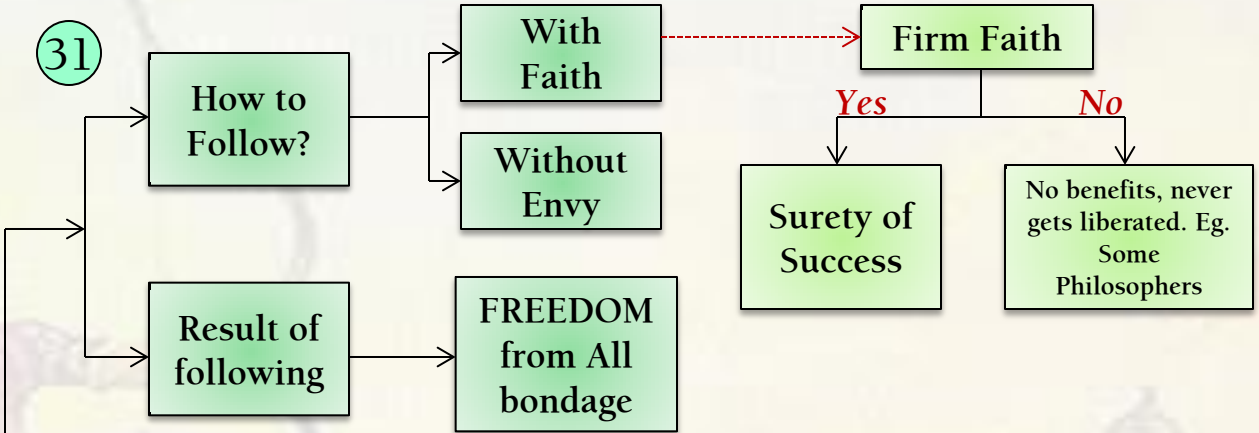 31
How to
Follow?
With
Faith
Without
Envy
Firm Faith
Yes
No
Surety of
Success
No benefits, never
gets liberated. Eg.
Some
Philosophers
Result of
following
FREEDOM
from All
bondage